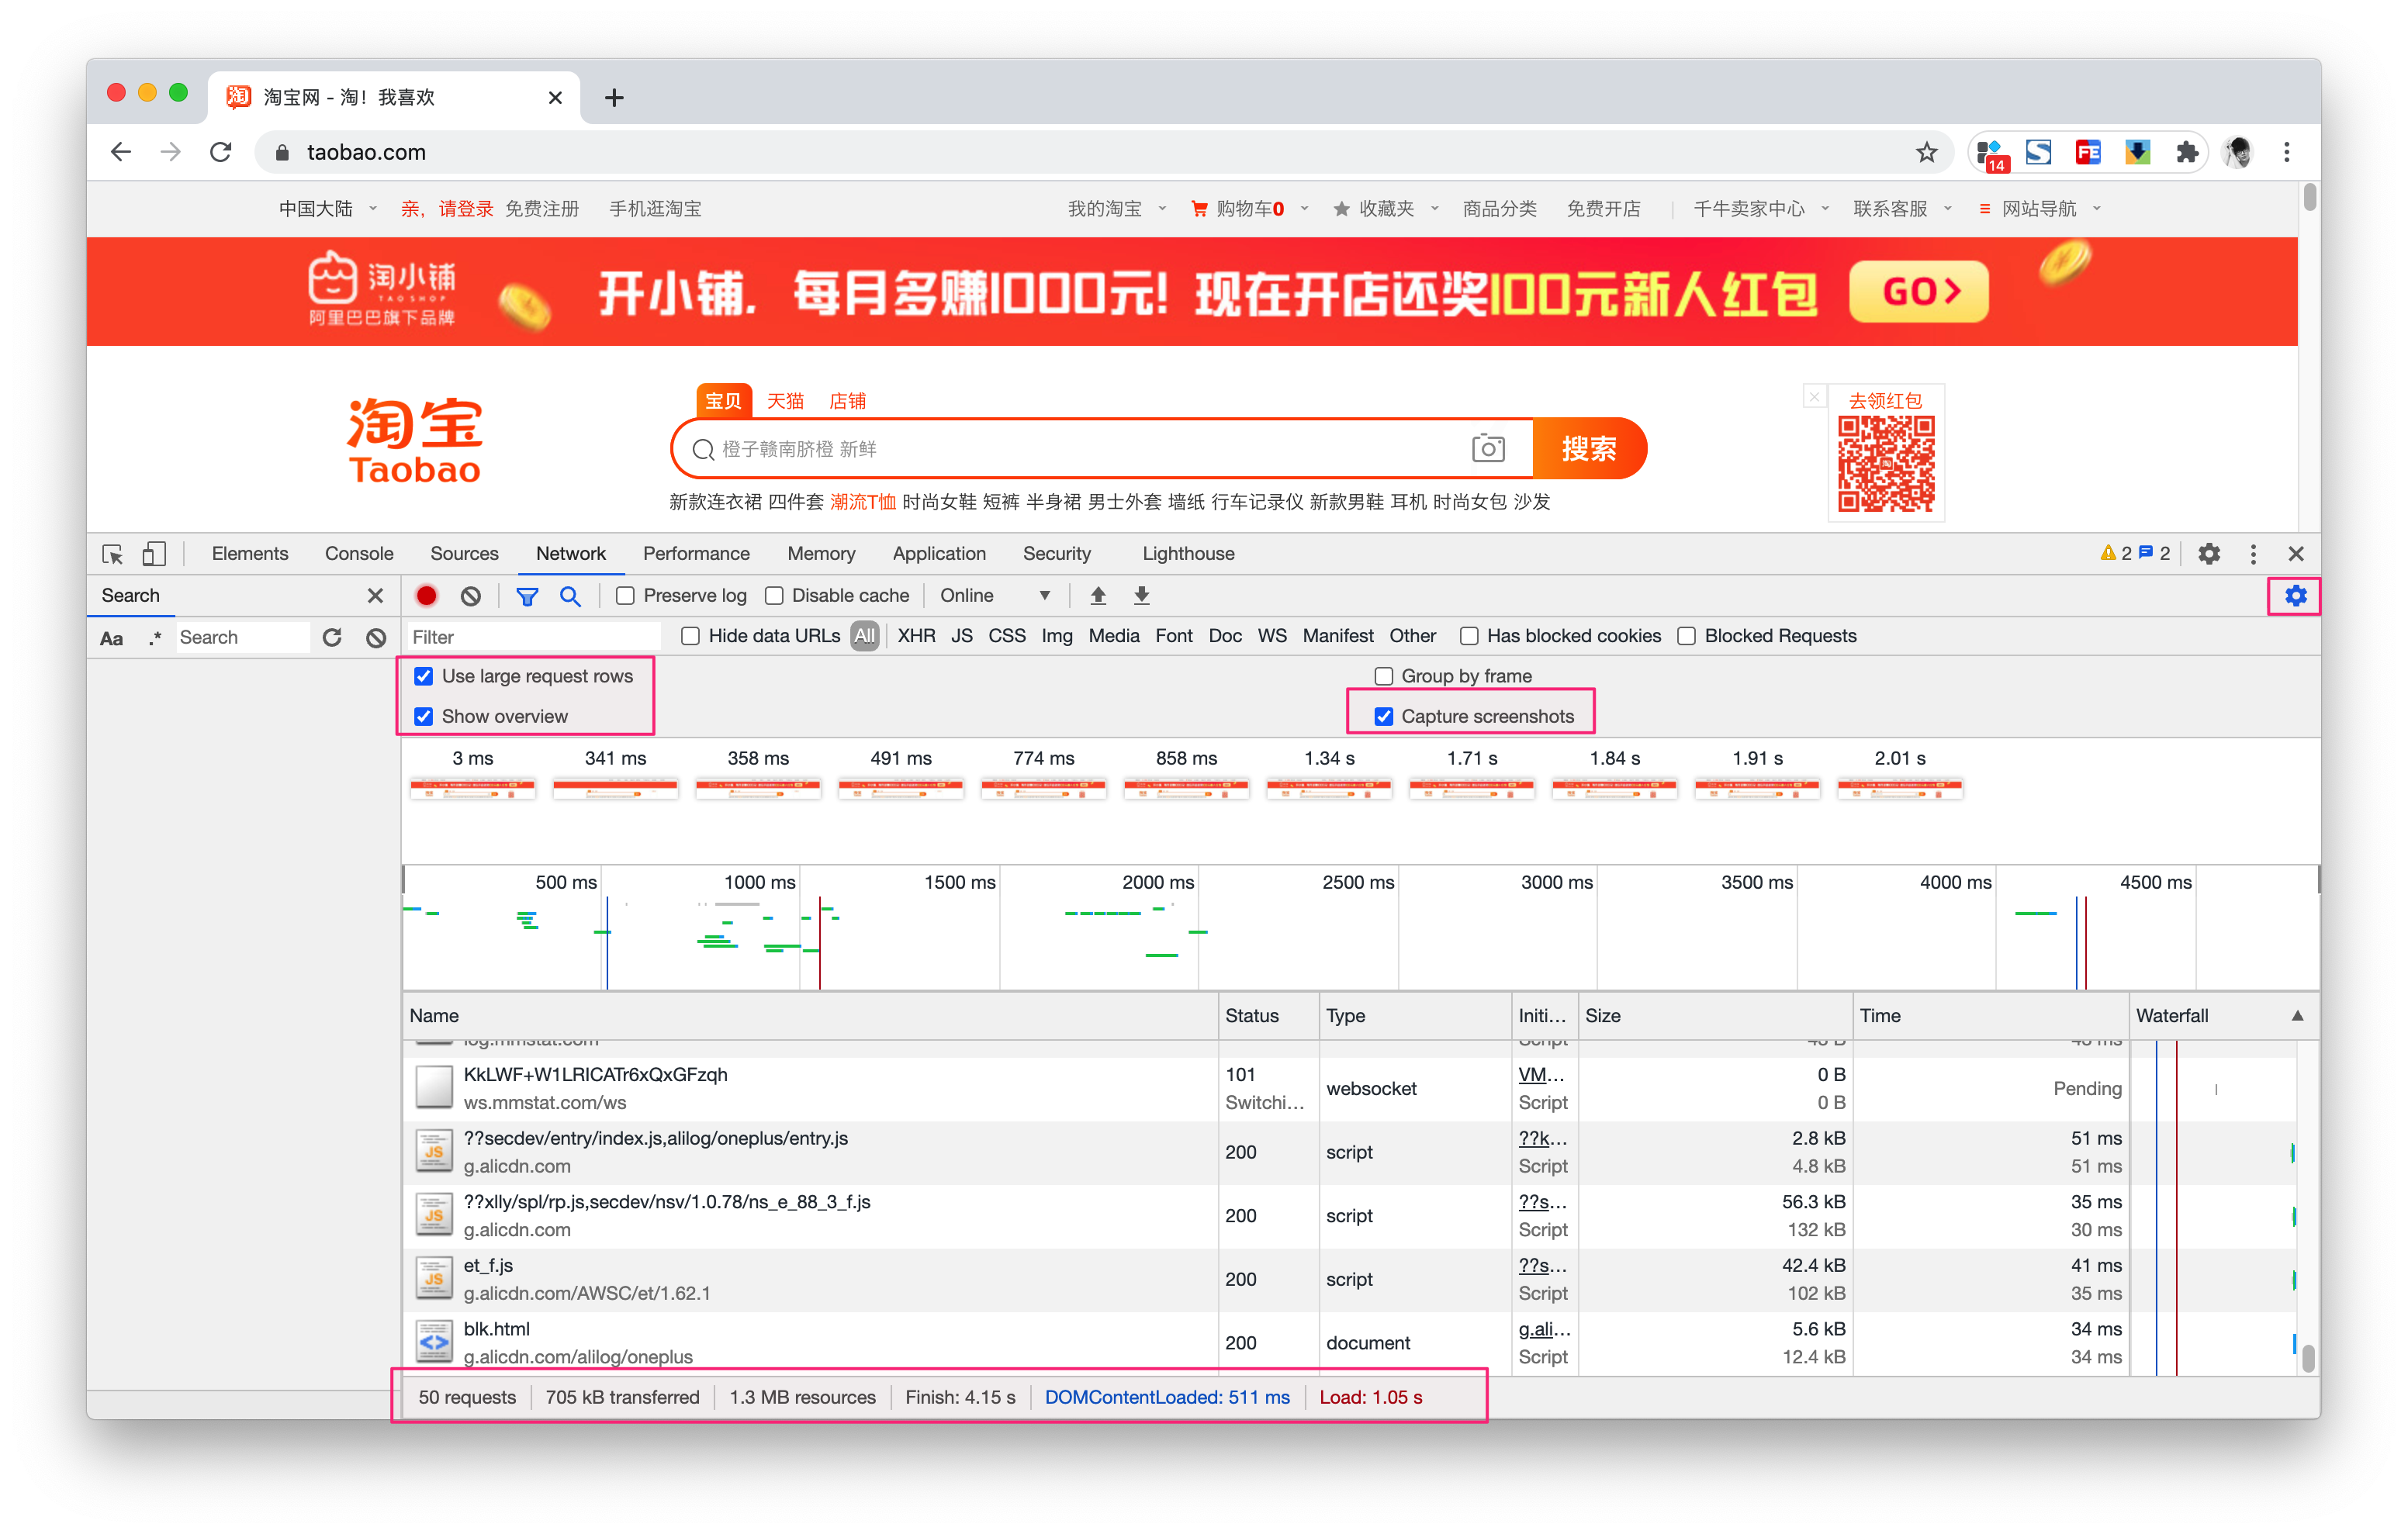 淘宝网 - 淘！我喜欢
taobao.com
14
中国大陆 亲，请登录 免费注册 手机逛淘宝 我的淘宝 购物车0 收藏夹 商品分类 免费开店 千牛卖家中心 联系客服 网站导航
淘小铺
TAOSHOP
阿里巴巴旗下品牌
开小铺，每月多赚1000元！现在开店还奖100元新人红包 GO
宝贝 天猫 店铺
去领红包
淘宝
Taobao
橙子赣南脐橙 新鲜
搜索
新款连衣裙 四件套 潮流T恤 时尚女鞋 短裤 半身裙 男士外套 墙纸 行车记录仪 新款男鞋 耳机 时尚女包 沙发
Elements Console Sources Network Performance Memory Application Security Lighthouse 2 2
Search Preserve log Disable cache Online
Aa .* Search Filter Hide data URLs All XHR JS CSS Img Media Font Doc WS Manifest Other Has blocked cookies Blocked Requests
Use large request rows Group by frame
Show overview Capture screenshots
3 ms 341 ms 358 ms 491 ms 774 ms 858 ms 1.34 s 1.71 s 1.84 s 1.91 s 2.01 s
500 ms 1000 ms 1500 ms 2000 ms 2500 ms 3000 ms 3500 ms 4000 ms 4500 ms
Name Status Type Initi… Size Time Waterfall
log.mmstat.com Script 43 B 43 ms
KkLWF+W1LRICATr6xQxGFzqh 101 VM… 0 B
websocket Pending
ws.mmstat.com/ws Switchi… Script 0 B
??secdev/entry/index.js,alilog/oneplus/entry.js ??k… 2.8 kB 51 ms
JS 200 script
g.alicdn.com Script 4.8 kB 51 ms
??xlly/spl/rp.js,secdev/nsv/1.0.78/ns_e_88_3_f.js ??s… 56.3 kB 35 ms
JS 200 script
g.alicdn.com Script 132 kB 30 ms
et_f.js ??s… 42.4 kB 41 ms
JS 200 script
g.alicdn.com/AWSC/et/1.62.1 Script 102 kB 35 ms
blk.html g.ali… 5.6 kB 34 ms
200 document
g.alicdn.com/alilog/oneplus Script 12.4 kB 34 ms
50 requests 705 kB transferred 1.3 MB resources Finish: 4.15 s DOMContentLoaded: 511 ms Load: 1.05 s